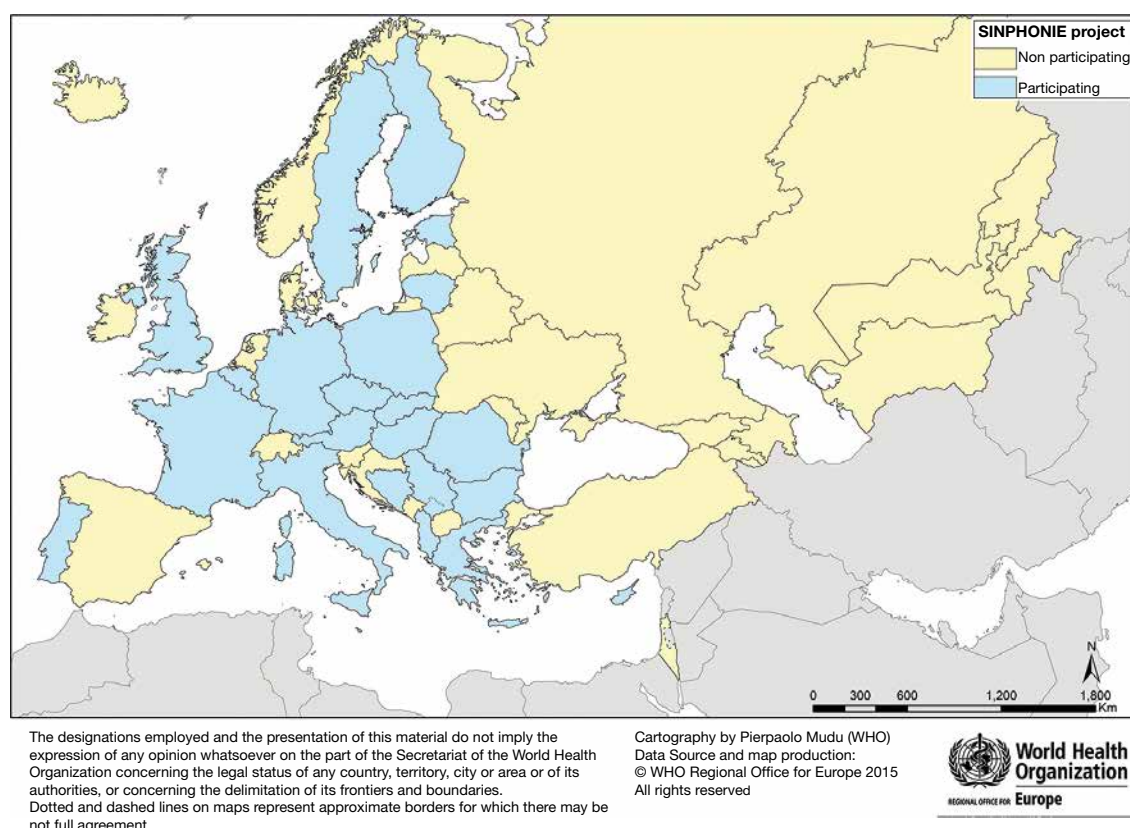 SINPHONIE project
Non participating
Participating
N
0 300 600 1,200 1,800
Km
The designations employed and the presentation of this material do not imply the
expression of any opinion whatsoever on the part of the Secretariat of the World Health
Organization concerning the legal status of any country, territory, city or area or of its
authorities, or concerning the delimitation of its frontiers and boundaries.
Dotted and dashed lines on maps represent approximate borders for which there may be
not full agreement
Cartography by Pierpaolo Mudu (WHO)
Data Source and map production:
© WHO Regional Office for Europe 2015
All rights reserved
World Health
Organization
REGIONAL OFFICE FOR Europe